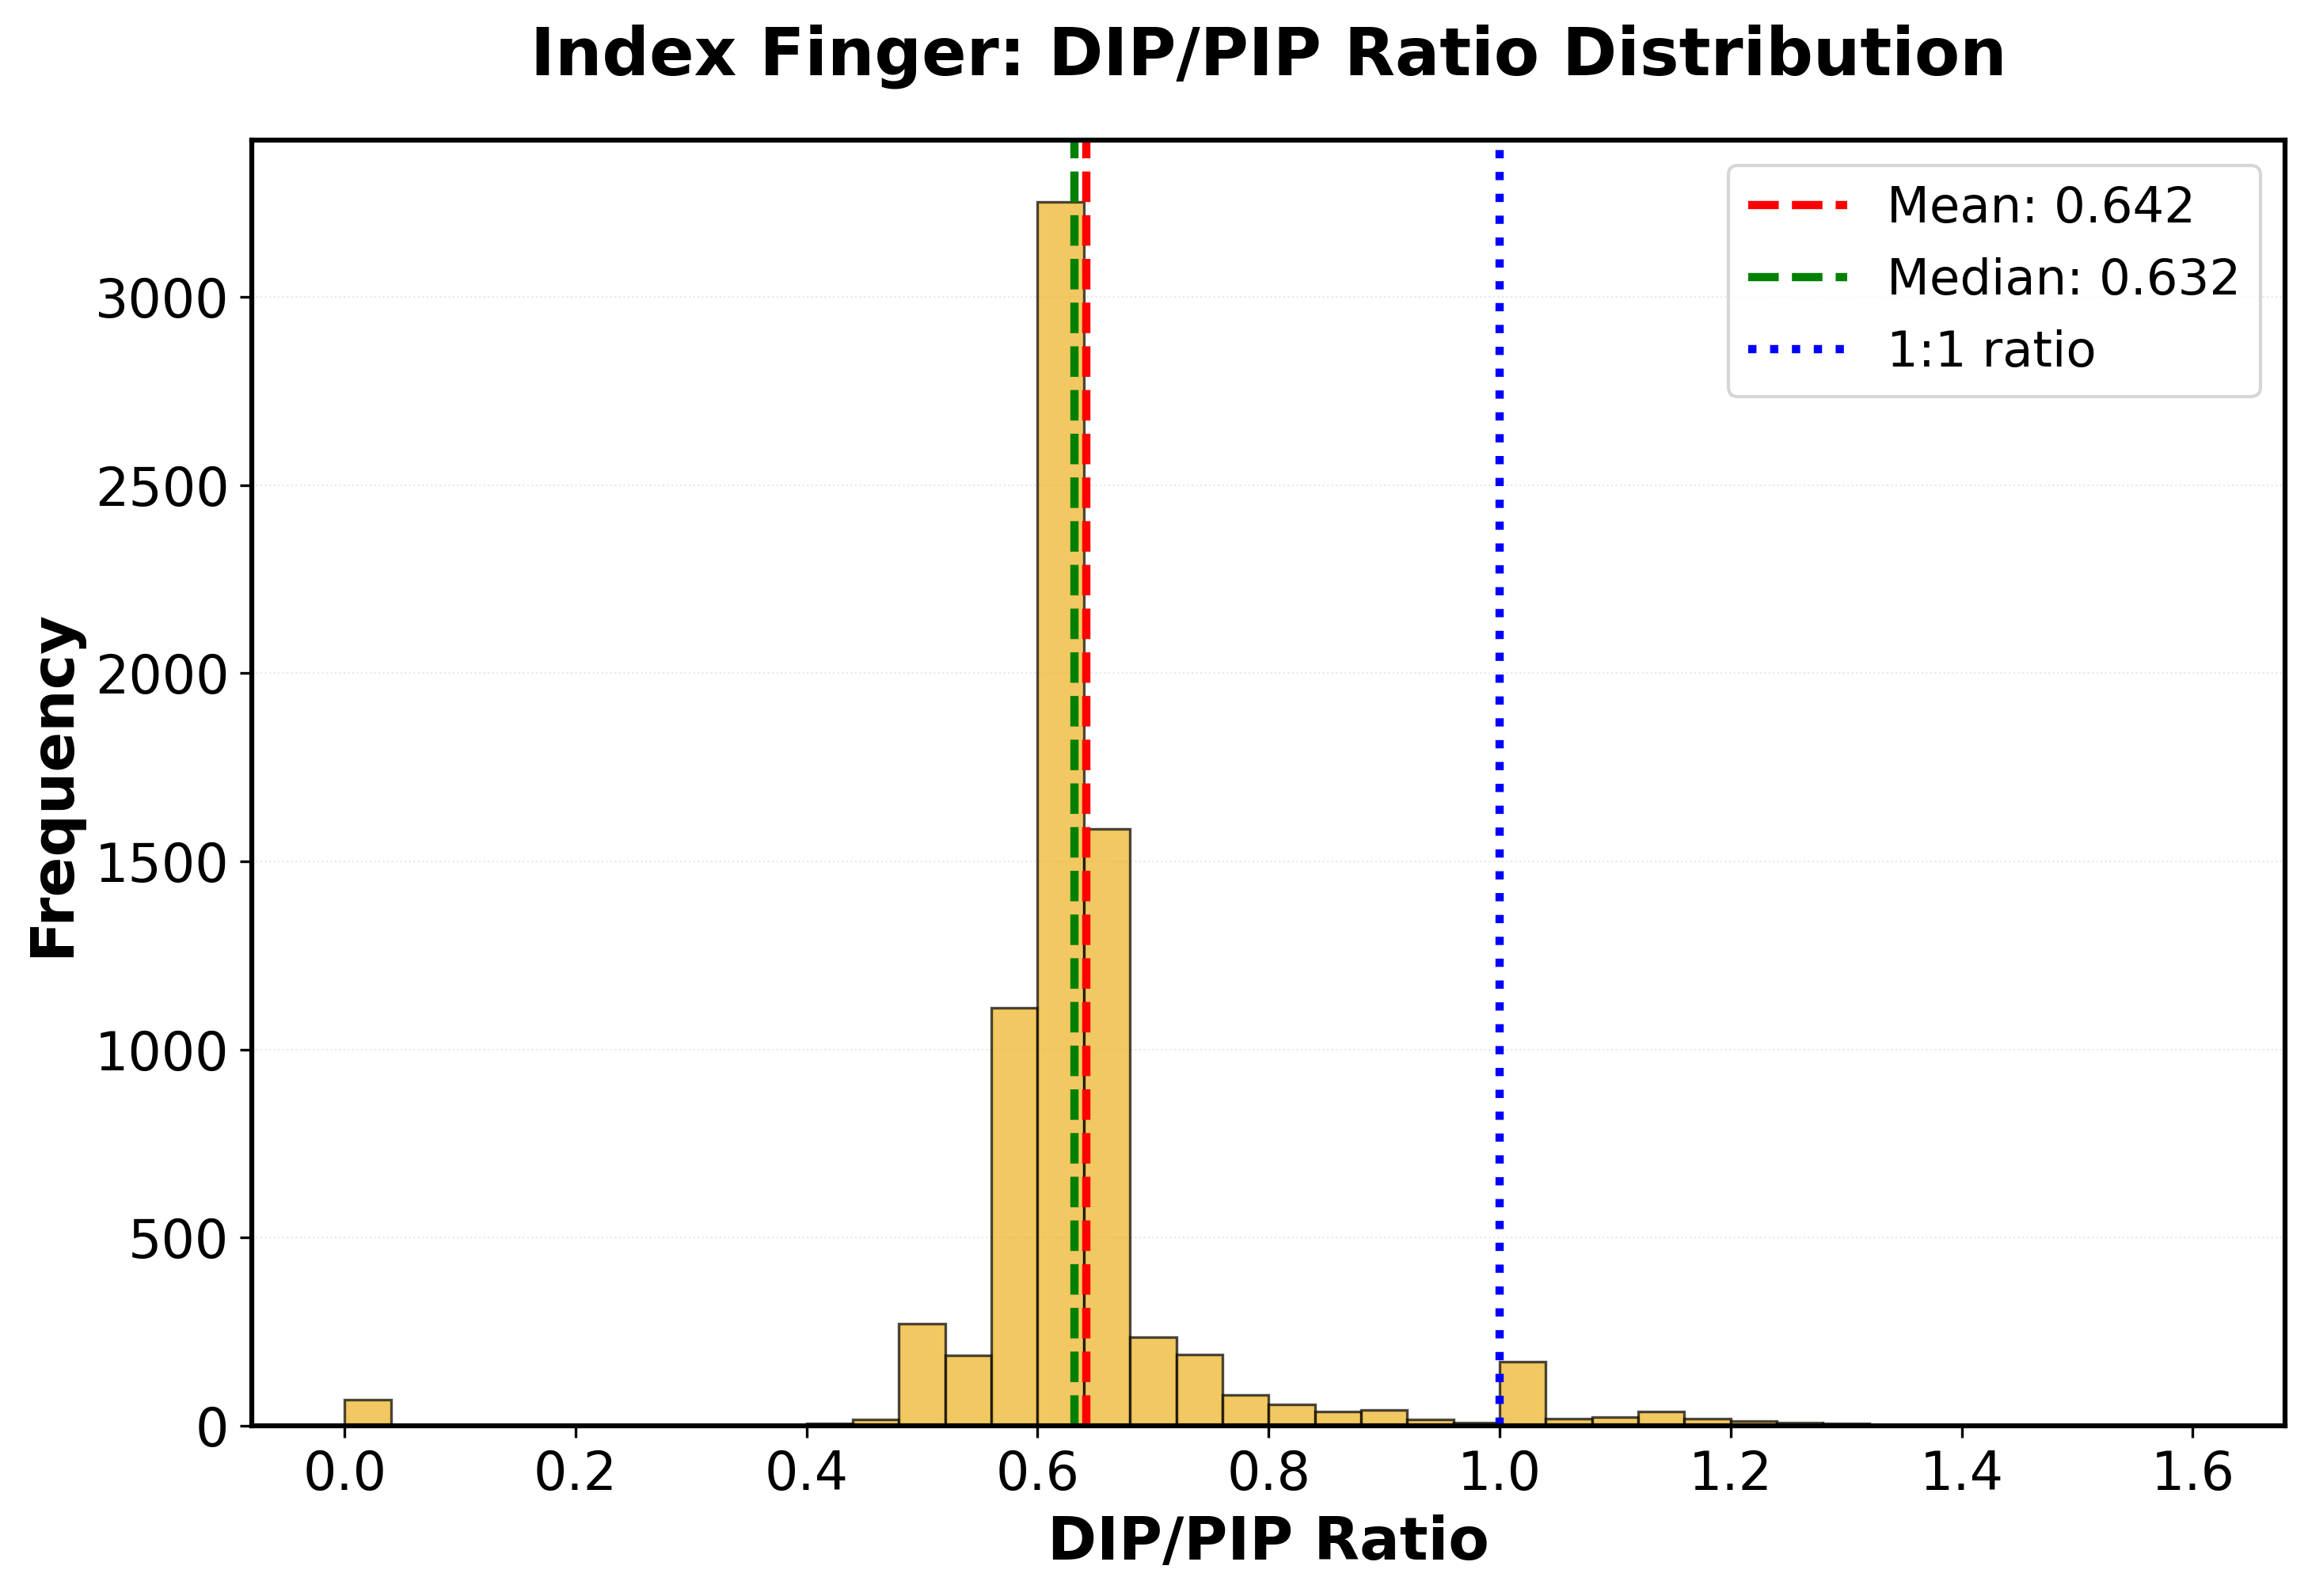 Index Finger: DIP/PIP Ratio Distribution
Mean: 0.642
Median: 0.632
1:1 ratio
Frequency
3000
2500
2000
1500
1000
500
0
0.0 0.2 0.4 0.6 0.8 1.0 1.2 1.4 1.6
DIP/PIP Ratio